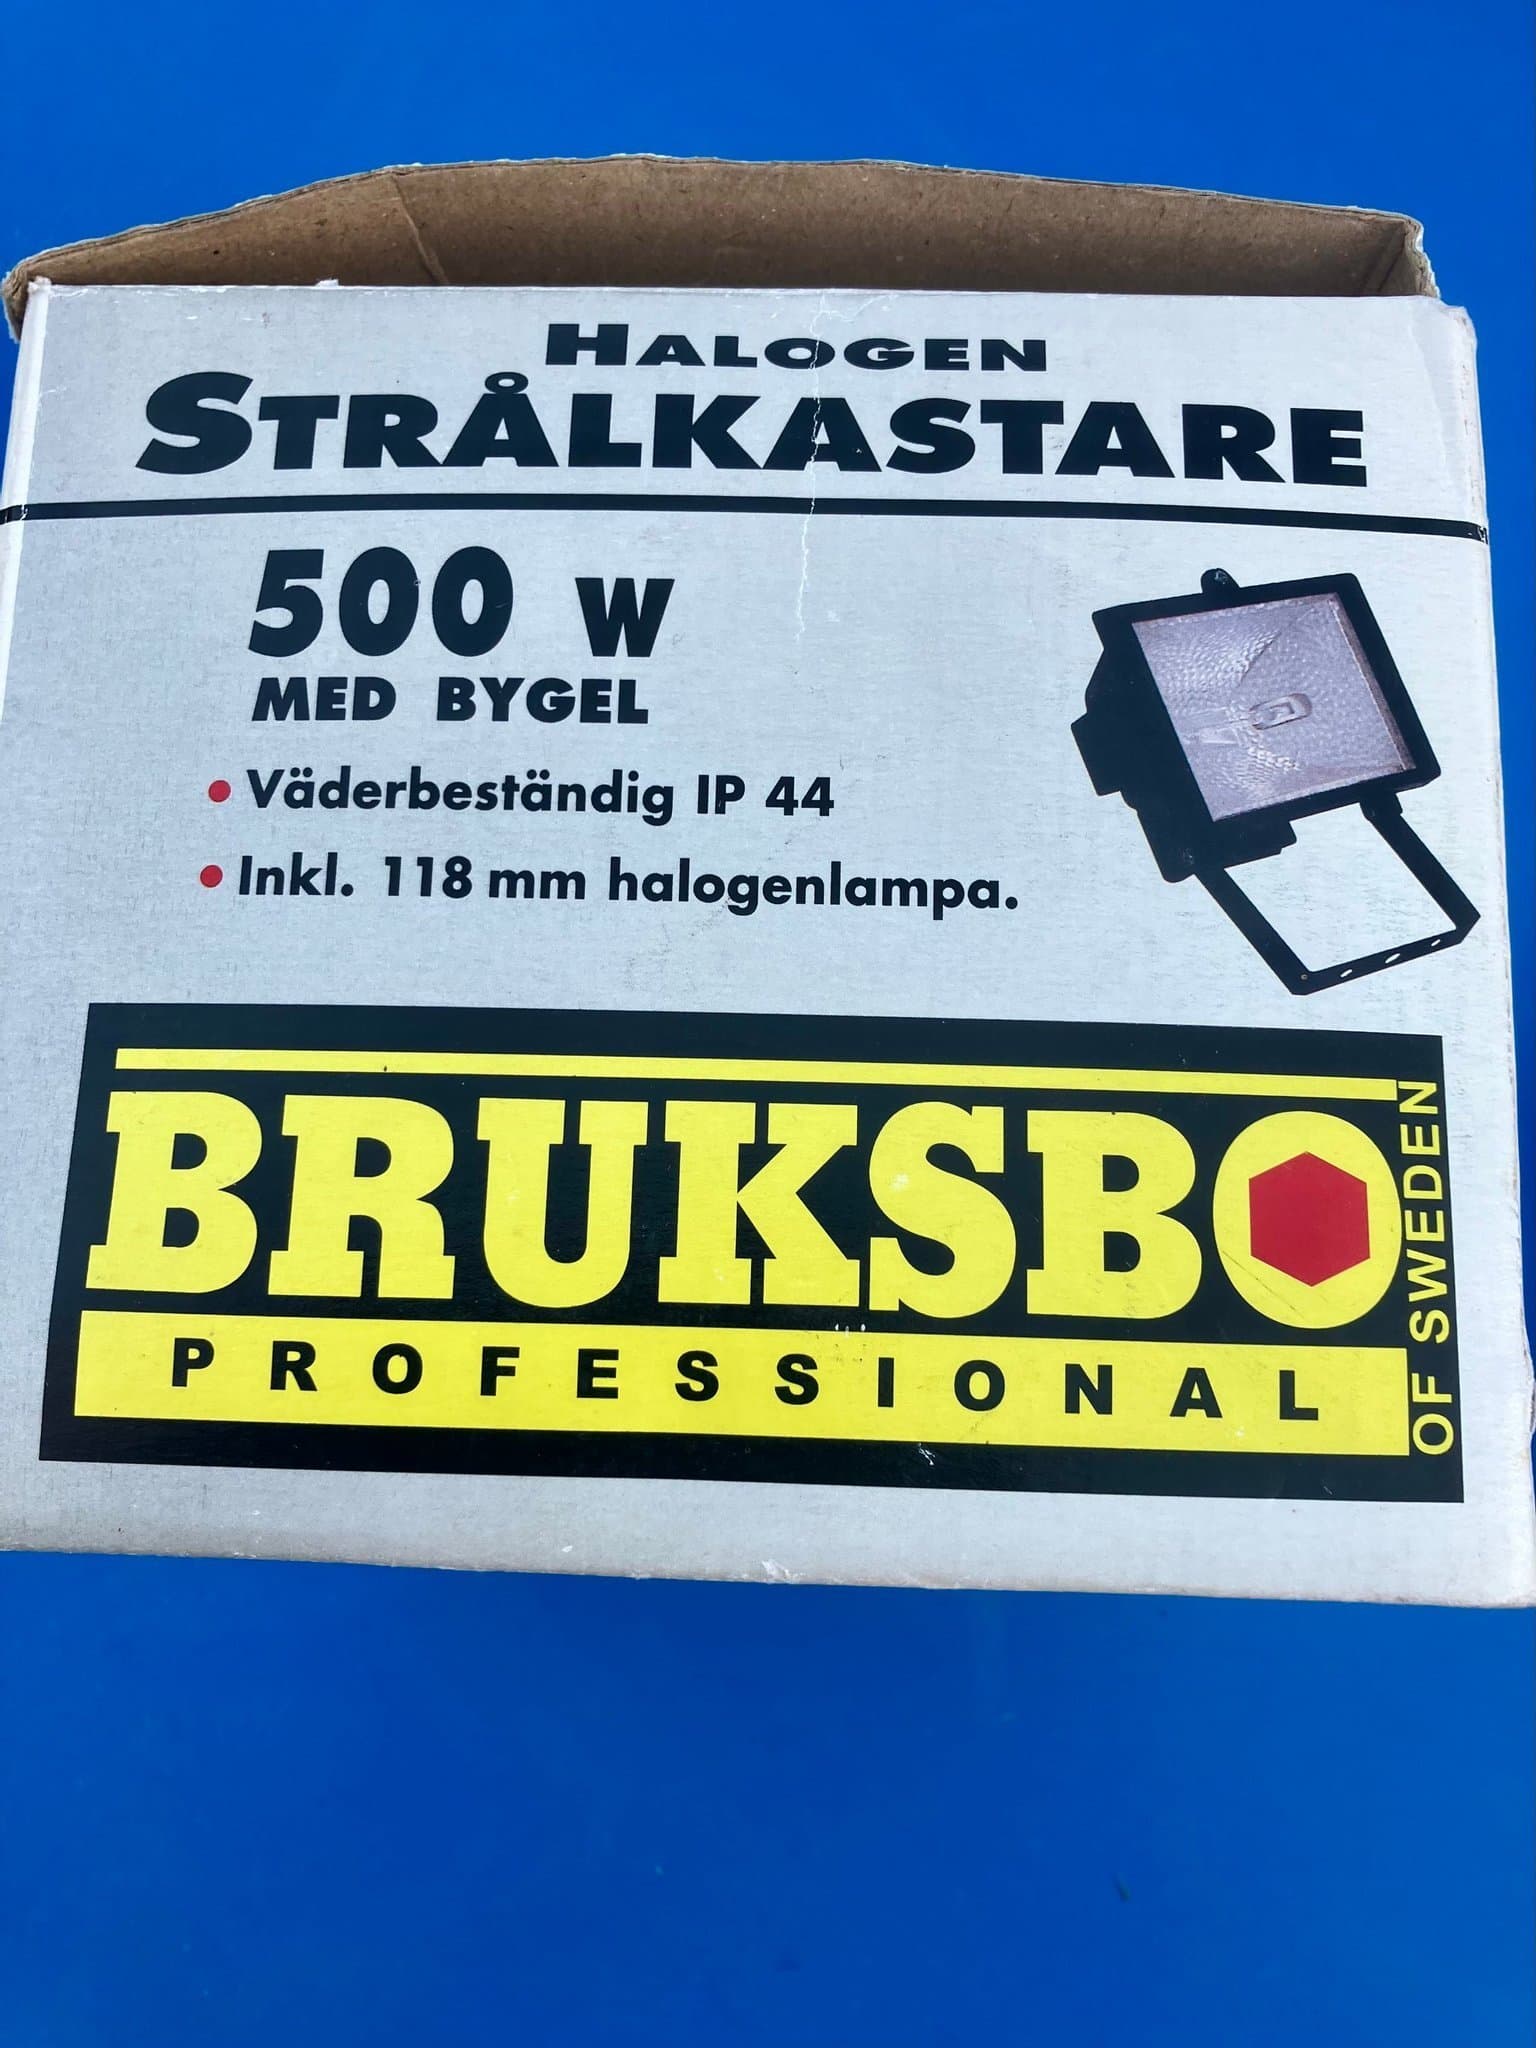 HALOGEN
STRÅLKASTARE
500 W
MED BYGEL
• Väderbeständig IP 44
• Inkl. 118 mm halogenlampa.
BRUKSBO
PROFESSIONAL
OF SWEDEN